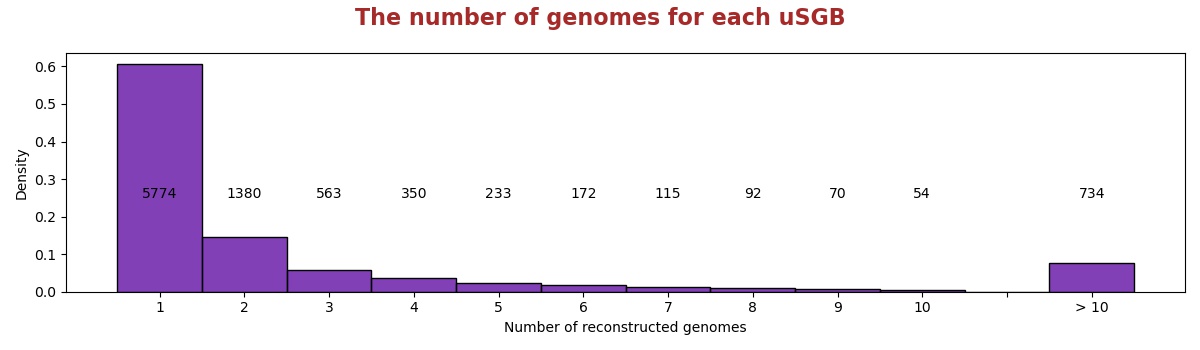 The number of genomes for each uSGB
Density
0.6
0.5
0.4
0.3
0.2
0.1
0.0
5774 1380 563 350 233 172 115 92 70 54 734
1 2 3 4 5 6 7 8 9 10 > 10
Number of reconstructed genomes